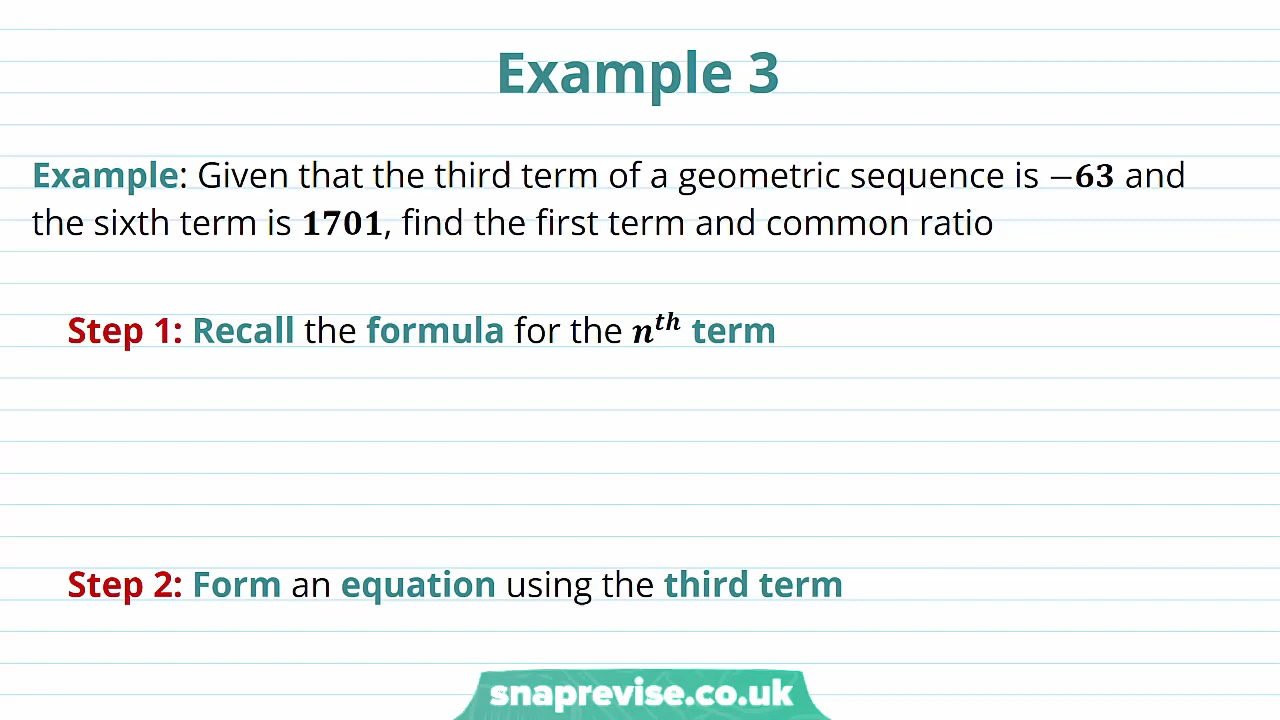 Example 3
Example: Given that the third term of a geometric sequence is −63 and
the sixth term is 1701, find the first term and common ratio
Step 1: Recall the formula for the nᵗʰ term
Step 2: Form an equation using the third term
snaprevise.co.uk